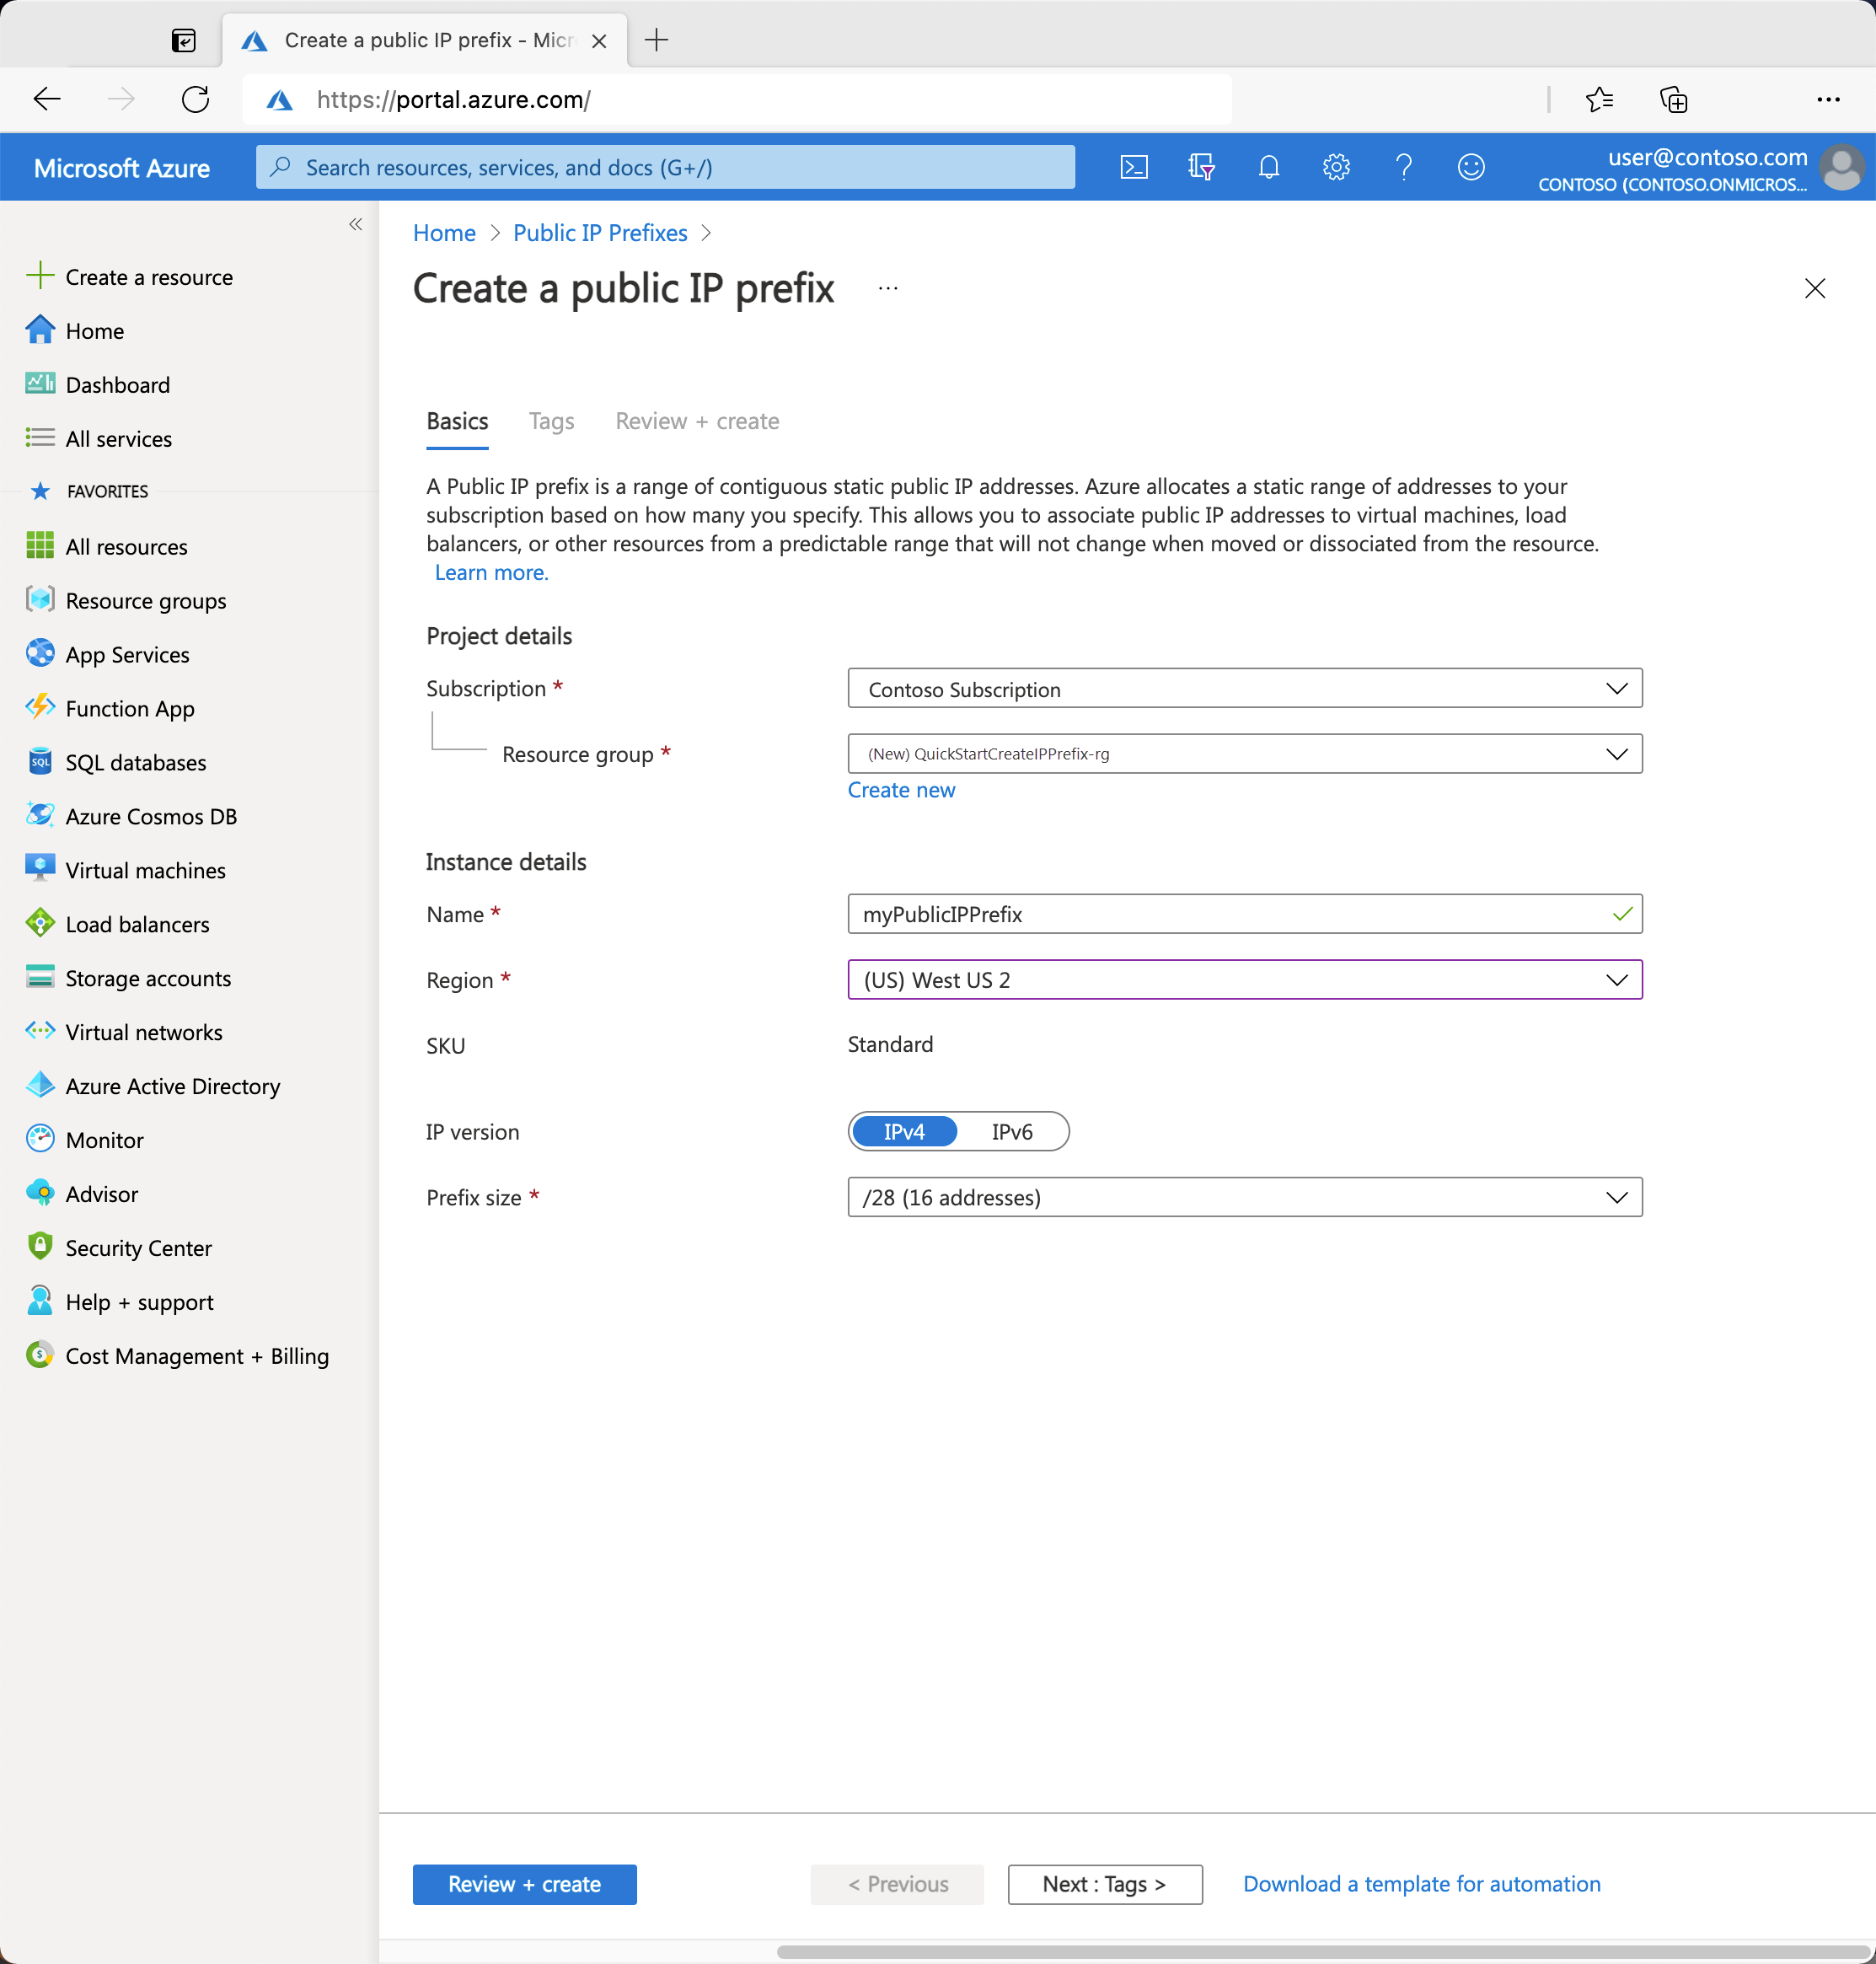 Create a public IP prefix - Micr
https://portal.azure.com/
Microsoft Azure
Search resources, services, and docs (G+/)
user@contoso.com
CONTOSO (CONTOSO.ONMICROS...
Create a resource
Home
Dashboard
All services
FAVORITES
All resources
Resource groups
App Services
Function App
SQL
SQL databases
Azure Cosmos DB
Virtual machines
Load balancers
Storage accounts
Virtual networks
Azure Active Directory
Monitor
Advisor
Security Center
Help + support
Cost Management + Billing
Home > Public IP Prefixes >
Create a public IP prefix ...
Basics Tags Review + create
A Public IP prefix is a range of contiguous static public IP addresses. Azure allocates a static range of addresses to your
subscription based on how many you specify. This allows you to associate public IP addresses to virtual machines, load
balancers, or other resources from a predictable range that will not change when moved or dissociated from the resource.
Learn more.
Project details
Subscription * Contoso Subscription
Resource group * (New) QuickStartCreateIPPrefix-rg
Create new
Instance details
Name * myPublicIPPrefix
Region * (US) West US 2
SKU Standard
IP version IPv4 IPv6
Prefix size * /28 (16 addresses)
Review + create < Previous Next : Tags > Download a template for automation